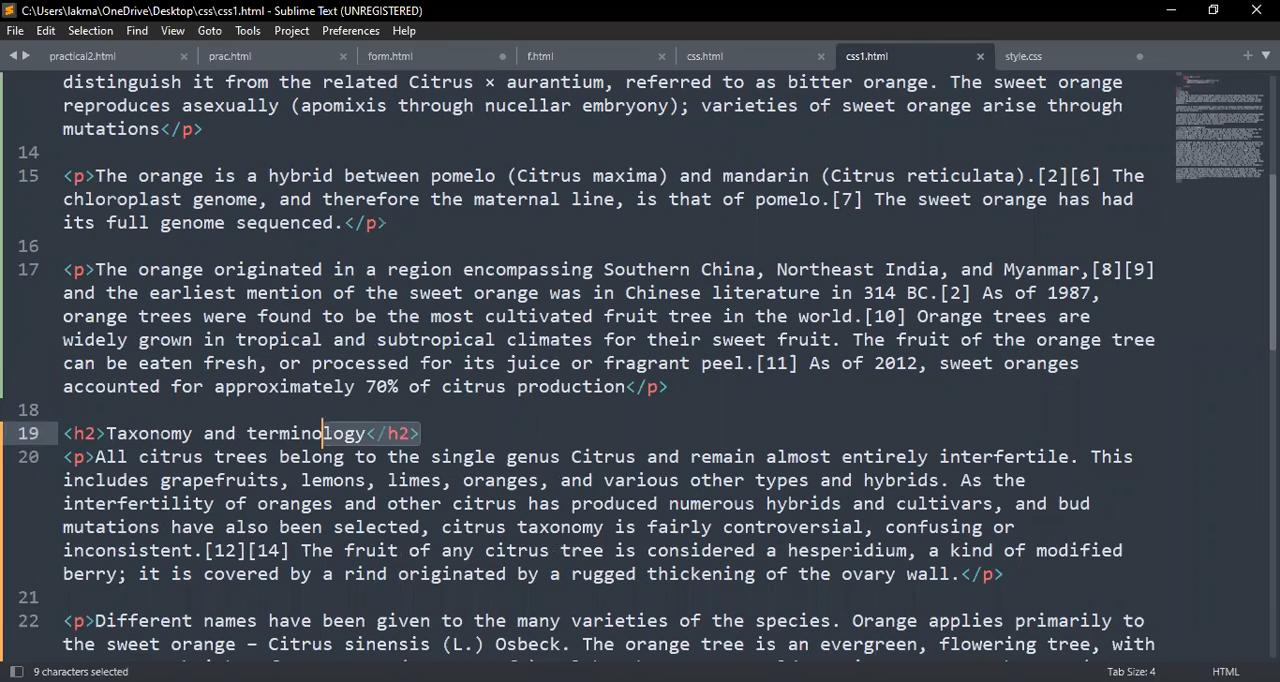 C:\Users\lakma\OneDrive\Desktop\css\css1.html - Sublime Text (UNREGISTERED)
File Edit Selection Find View Goto Tools Project Preferences Help
practical2.html prac.html form.html f.html css.html css1.html style.css
distinguish it from the related Citrus × aurantium, referred to as bitter orange. The sweet orange
reproduces asexually (apomixis through nucellar embryony); varieties of sweet orange arise through
mutations</p>
14
15 <p>The orange is a hybrid between pomelo (Citrus maxima) and mandarin (Citrus reticulata).[2][6] The
chloroplast genome, and therefore the maternal line, is that of pomelo.[7] The sweet orange has had
its full genome sequenced.</p>
16
17 <p>The orange originated in a region encompassing Southern China, Northeast India, and Myanmar,[8][9]
and the earliest mention of the sweet orange was in Chinese literature in 314 BC.[2] As of 1987,
orange trees were found to be the most cultivated fruit tree in the world.[10] Orange trees are
widely grown in tropical and subtropical climates for their sweet fruit. The fruit of the orange tree
can be eaten fresh, or processed for its juice or fragrant peel.[11] As of 2012, sweet oranges
accounted for approximately 70% of citrus production</p>
18
19 <h2>Taxonomy and terminology</h2>
20 <p>All citrus trees belong to the single genus Citrus and remain almost entirely interfertile. This
includes grapefruits, lemons, limes, oranges, and various other types and hybrids. As the
interfertility of oranges and other citrus has produced numerous hybrids and cultivars, and bud
mutations have also been selected, citrus taxonomy is fairly controversial, confusing or
inconsistent.[12][14] The fruit of any citrus tree is considered a hesperidium, a kind of modified
berry; it is covered by a rind originated by a rugged thickening of the ovary wall.</p>
21
22 <p>Different names have been given to the many varieties of the species. Orange applies primarily to
the sweet orange – Citrus sinensis (L.) Osbeck. The orange tree is an evergreen, flowering tree, with
9 characters selected Tab Size: 4 HTML